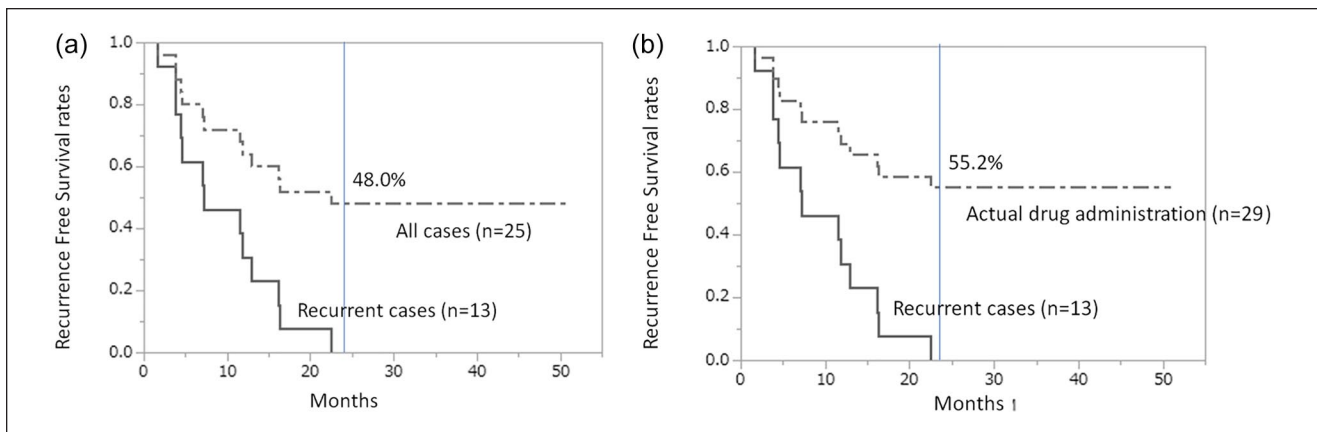 (a)
Recurrence Free Survival rates
1.0
0.8
0.6
0.4
0.2
0.0
48.0%
All cases (n=25)
Recurrent cases (n=13)
0 10 20 30 40 50
Months
(b)
Recurrence Free Survival rates
1.0
0.8
0.6
0.4
0.2
0.0
55.2%
Actual drug administration (n=29)
Recurrent cases (n=13)
0 10 20 30 40 50
Months